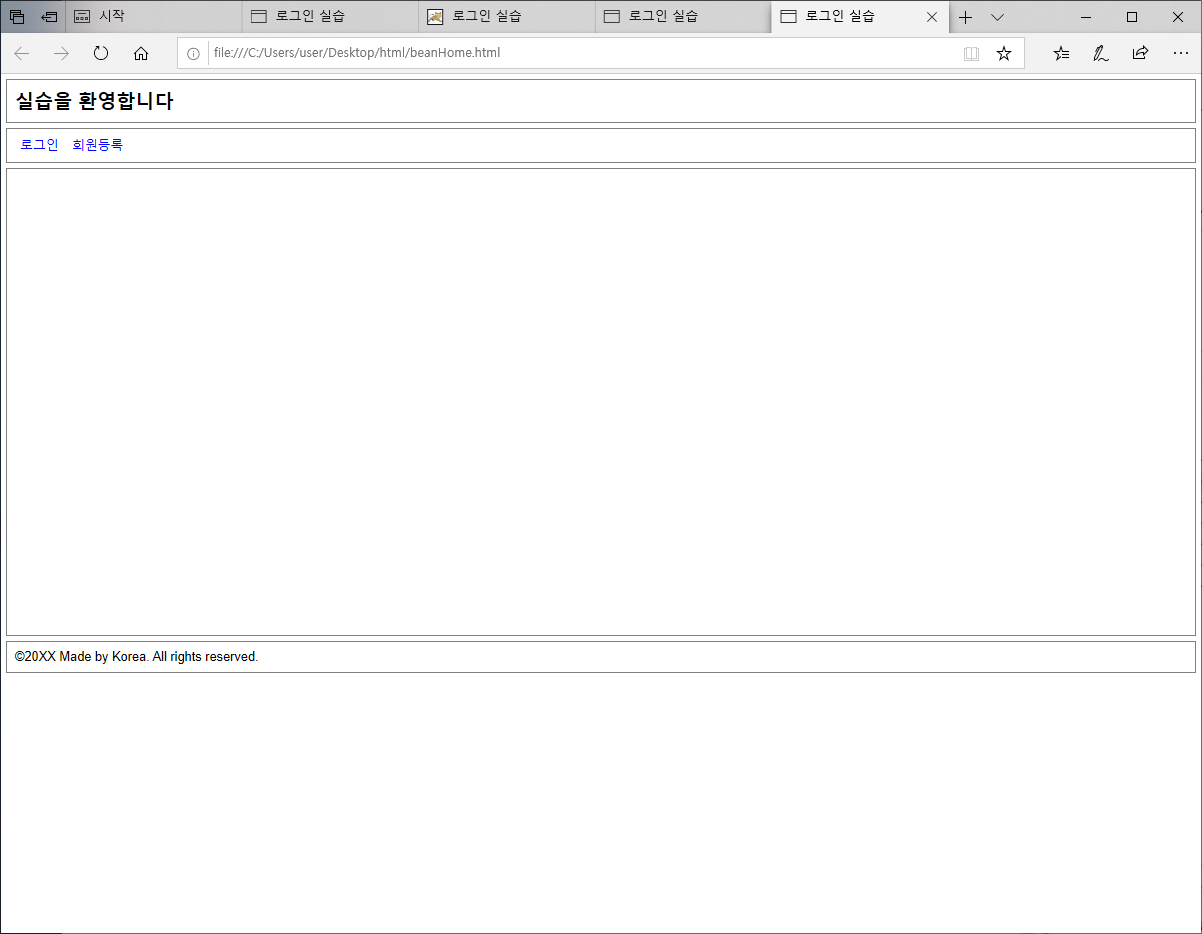 시작
로그인 실습
로그인 실습
로그인 실습
로그인 실습
file:///C:/Users/user/Desktop/html/beanHome.html
실습을 환영합니다
로그인 회원등록
©20XX Made by Korea. All rights reserved.